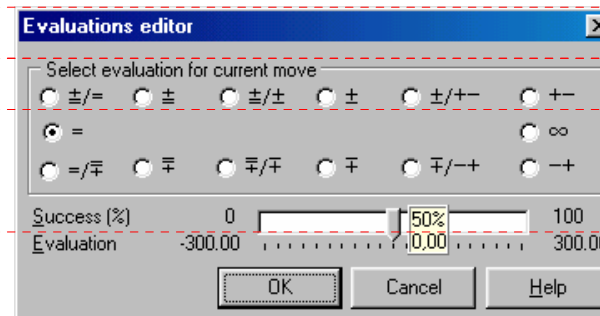 Evaluations editor
Select evaluation for current move
⩲/= ⩲ ⩲/± ± ±/+− +−
= ∞
=/⩱ ⩱ ⩱/∓ ∓ ∓/−+ −+
Success (%) 0 50% 100
Evaluation -300.00 0,00 300.0
OK Cancel Help